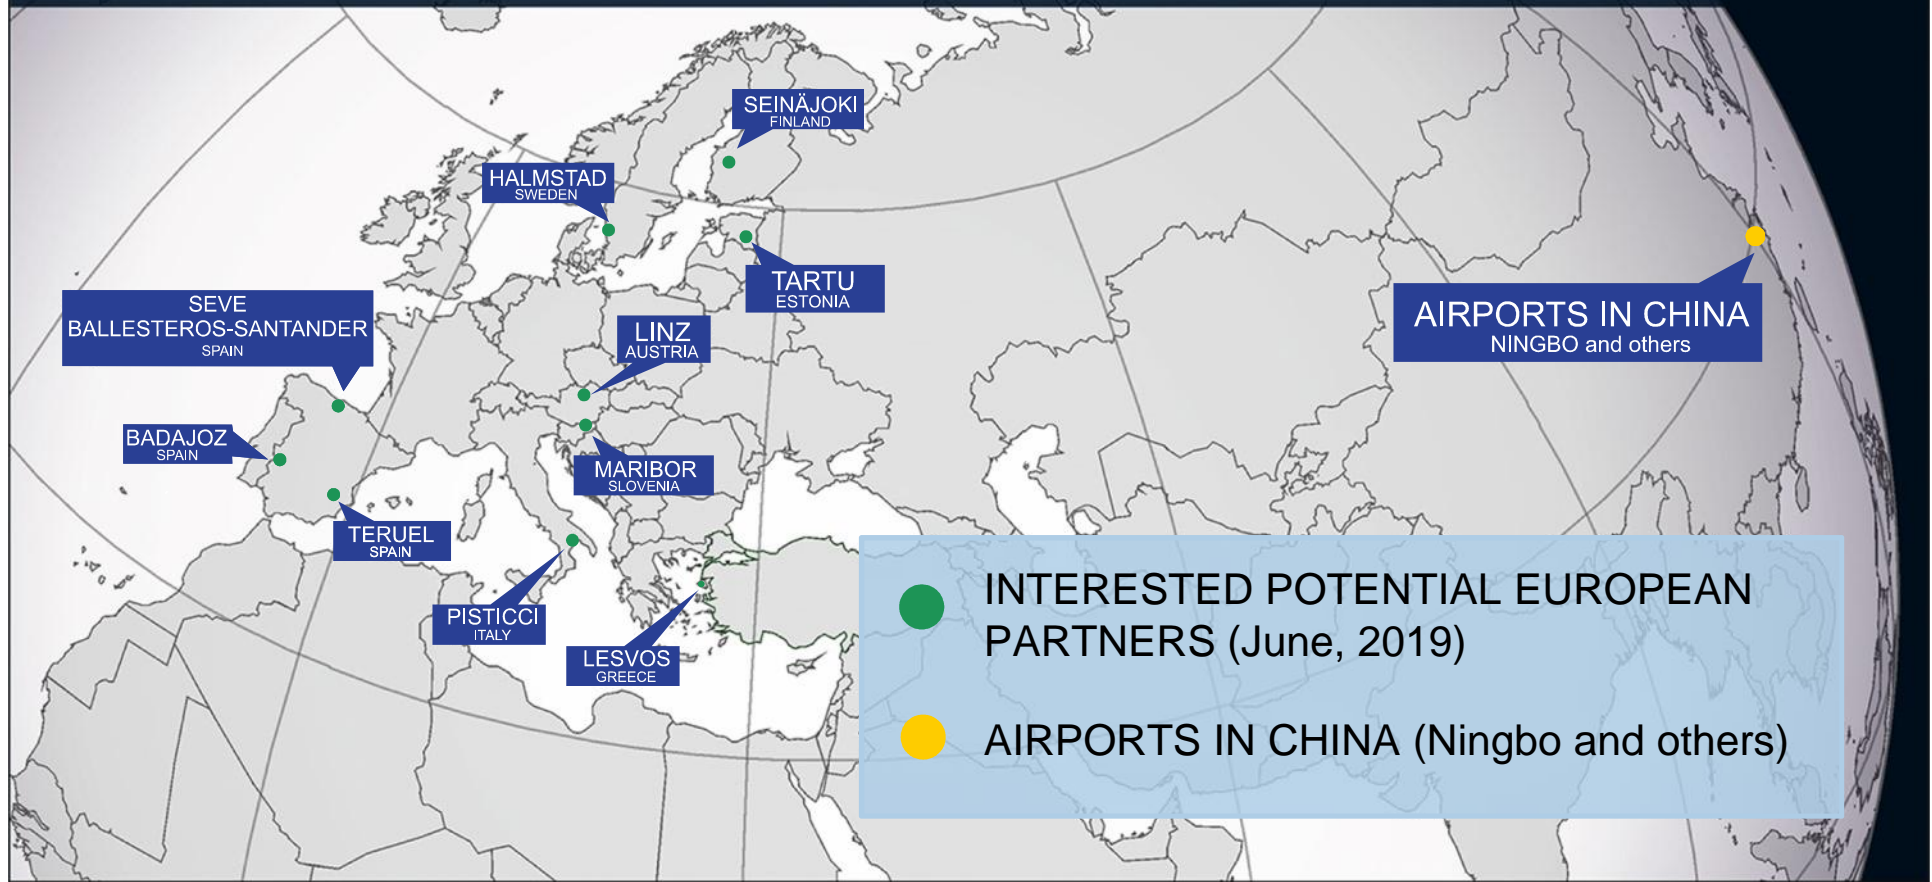 SEINÄJOKI
FINLAND
HALMSTAD
SWEDEN
TARTU
ESTONIA
SEVE
BALLESTEROS-SANTANDER
SPAIN
LINZ
AUSTRIA
AIRPORTS IN CHINA
NINGBO and others
BADAJOZ
SPAIN
MARIBOR
SLOVENIA
TERUEL
SPAIN
PISTICCI
ITALY
LESVOS
GREECE
INTERESTED POTENTIAL EUROPEAN
PARTNERS (June, 2019)
AIRPORTS IN CHINA (Ningbo and others)